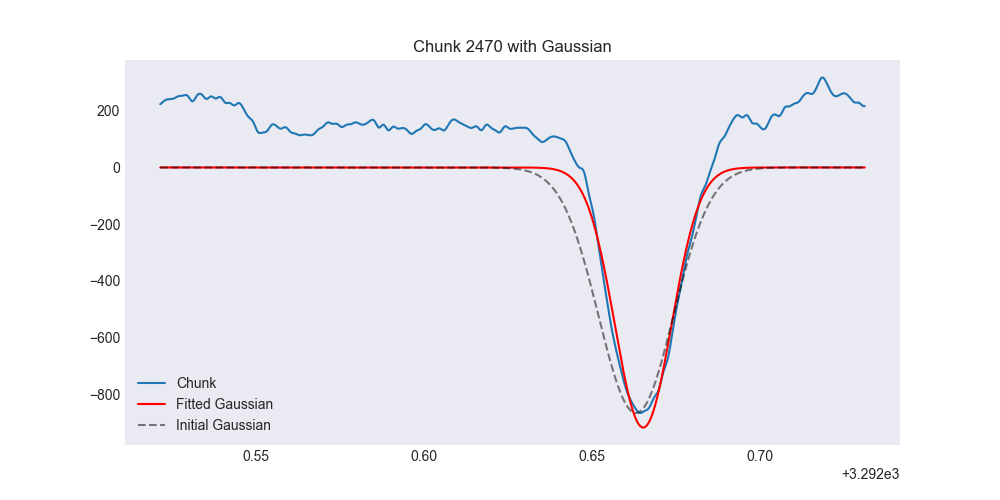 Chunk 2470 with Gaussian
200
0
−200
−400
−600
−800
Chunk
Fitted Gaussian
Initial Gaussian
0.55 0.60 0.65 0.70
+3.292e3